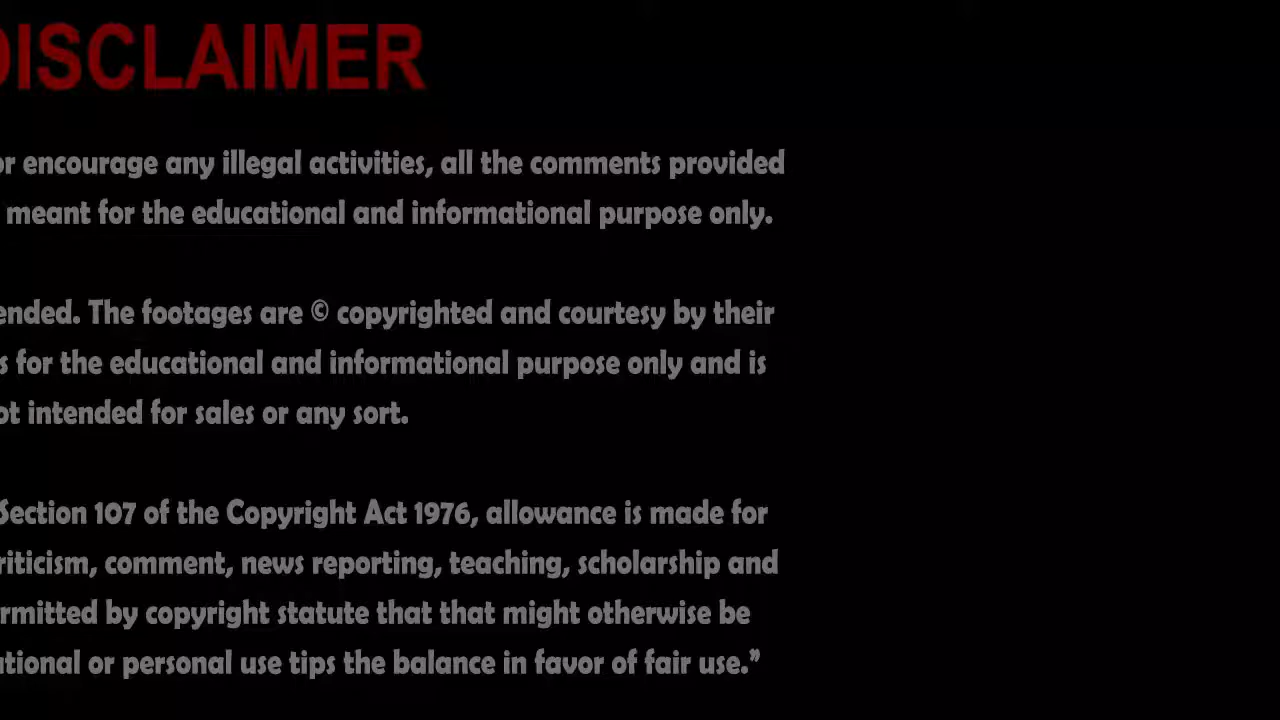 DISCLAIMER
or encourage any illegal activities, all the comments provided
meant for the educational and informational purpose only.
ended. The footages are © copyrighted and courtesy by their
s for the educational and informational purpose only and is
ot intended for sales or any sort.
Section 107 of the Copyright Act 1976, allowance is made for
riticism, comment, news reporting, teaching, scholarship and
rmitted by copyright statute that that might otherwise be
ational or personal use tips the balance in favor of fair use.”